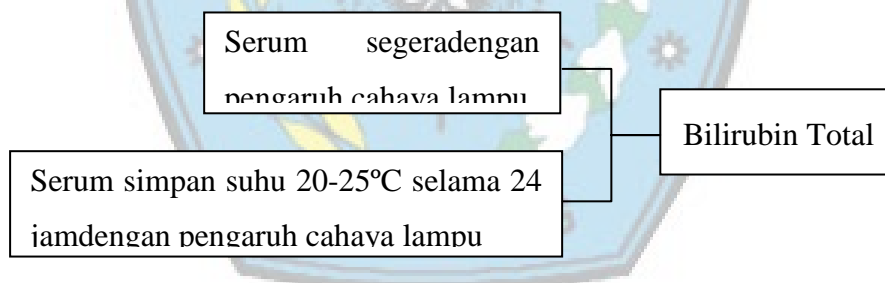 Serum segeradengan
pengaruh cahaya lampu
Bilirubin Total
Serum simpan suhu 20-25ºC selama 24
jamdengan pengaruh cahaya lampu